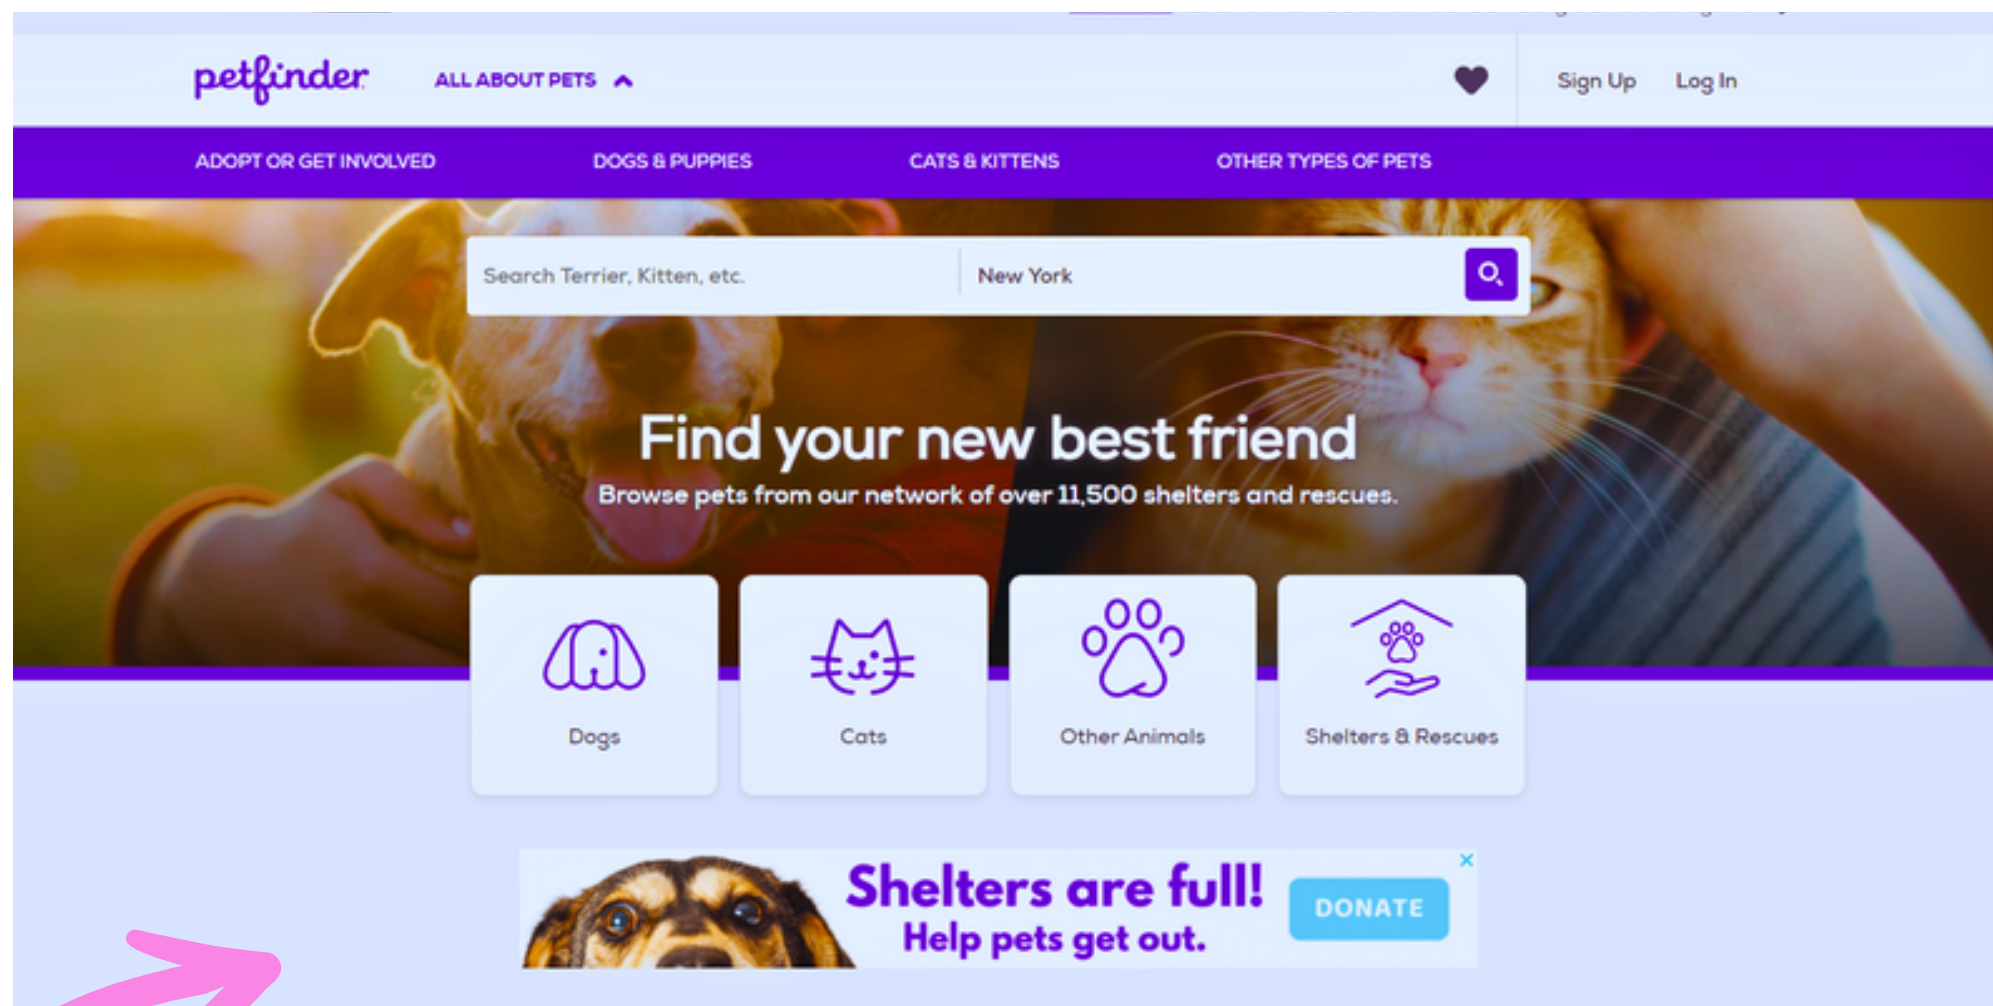 petfinder
ALL ABOUT PETS
Sign Up
Log In
ADOPT OR GET INVOLVED
DOGS & PUPPIES
CATS & KITTENS
OTHER TYPES OF PETS
Search Terrier, Kitten, etc.
New York
Find your new best friend
Browse pets from our network of over 11,500 shelters and rescues.
Dogs
Cats
Other Animals
Shelters & Rescues
Shelters are full!
Help pets get out.
DONATE